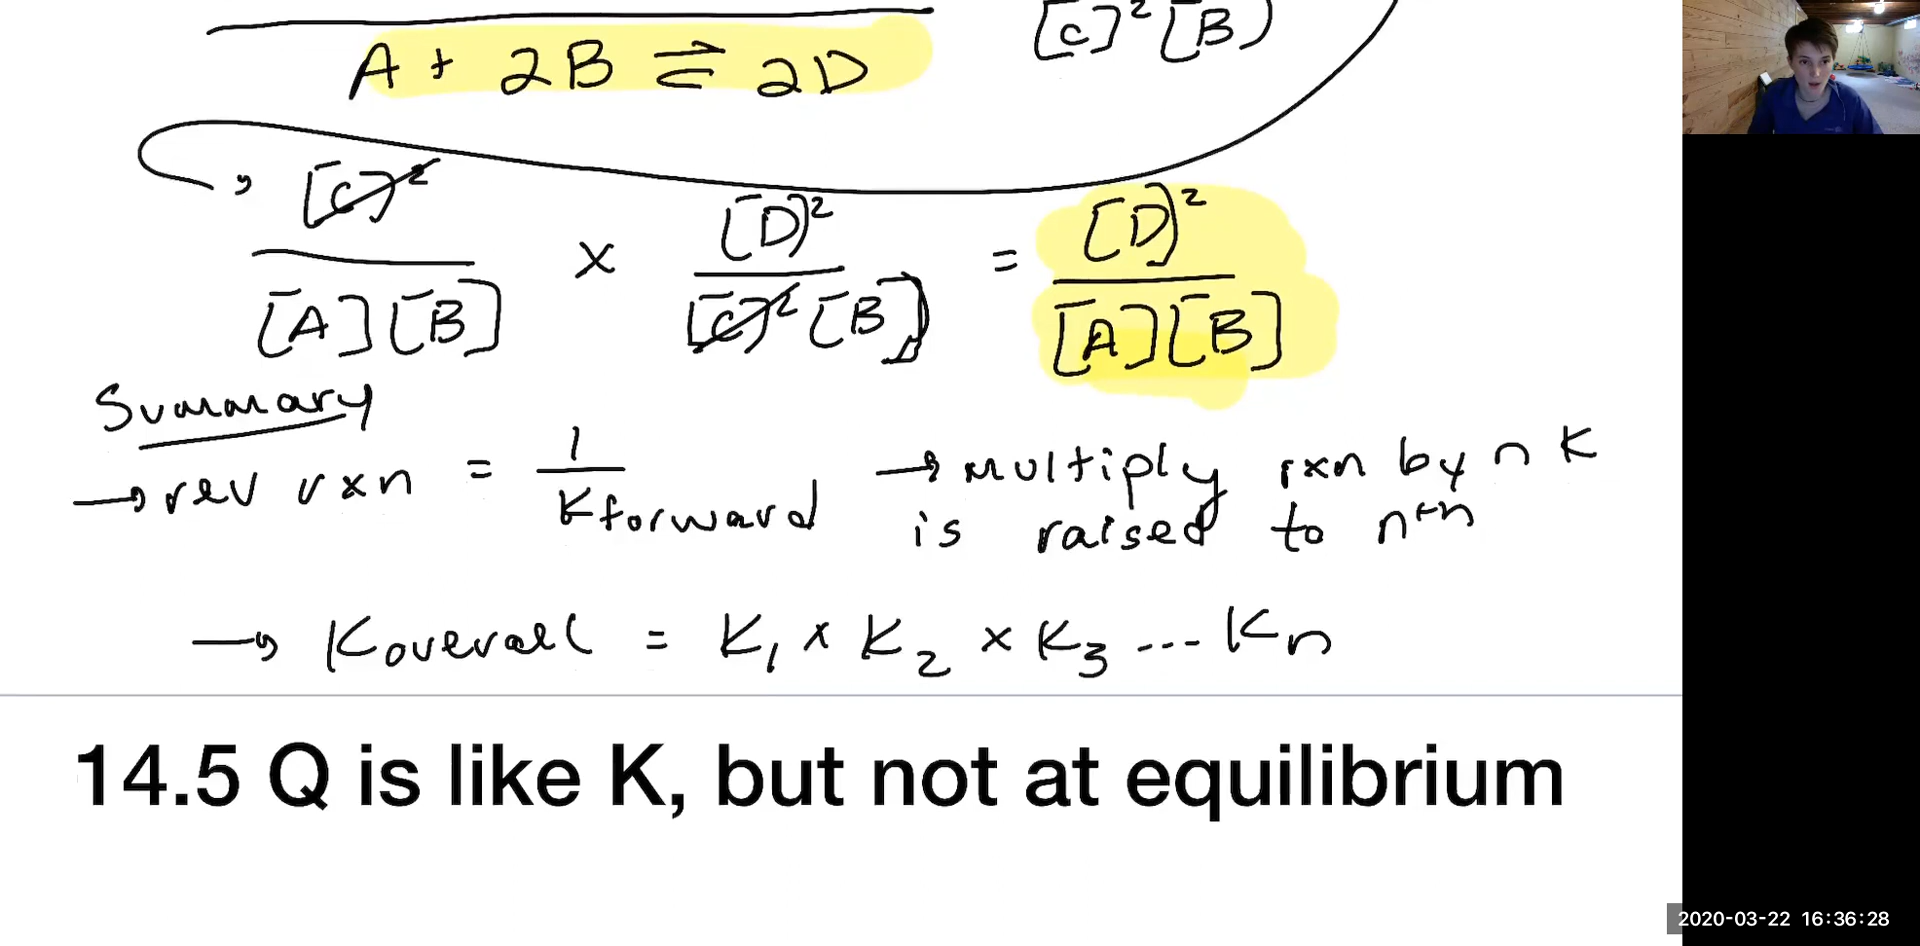 [C]² [B]
A + 2B ⇌ 2D
[C]² [D]² [D]²
x =
[A][B] [C]² [B] [A][B]
Summary
→ rev rxn = 1 / Kforward → multiply rxn by n K
is raised to nth
→ Koverall = K₁ x K₂ x K₃ ... Kn
14.5 Q is like K, but not at equilibrium
2020-03-22 16:36:28